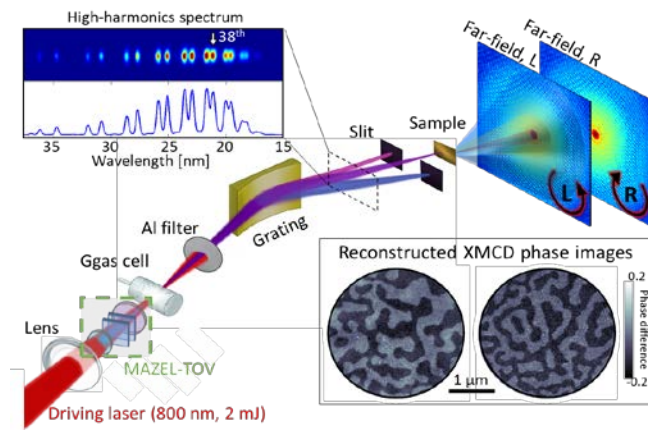 High-harmonics spectrum
38th
35 30 25 20 15
Wavelength [nm]
Far-field, L
Far-field, R
Slit
Sample
L
R
Grating
Al filter
Ggas cell
Lens
MAZEL-TOV
Driving laser (800 nm, 2 mJ)
Reconstructed XMCD phase images
1 µm
0.2
Phase difference
-0.2